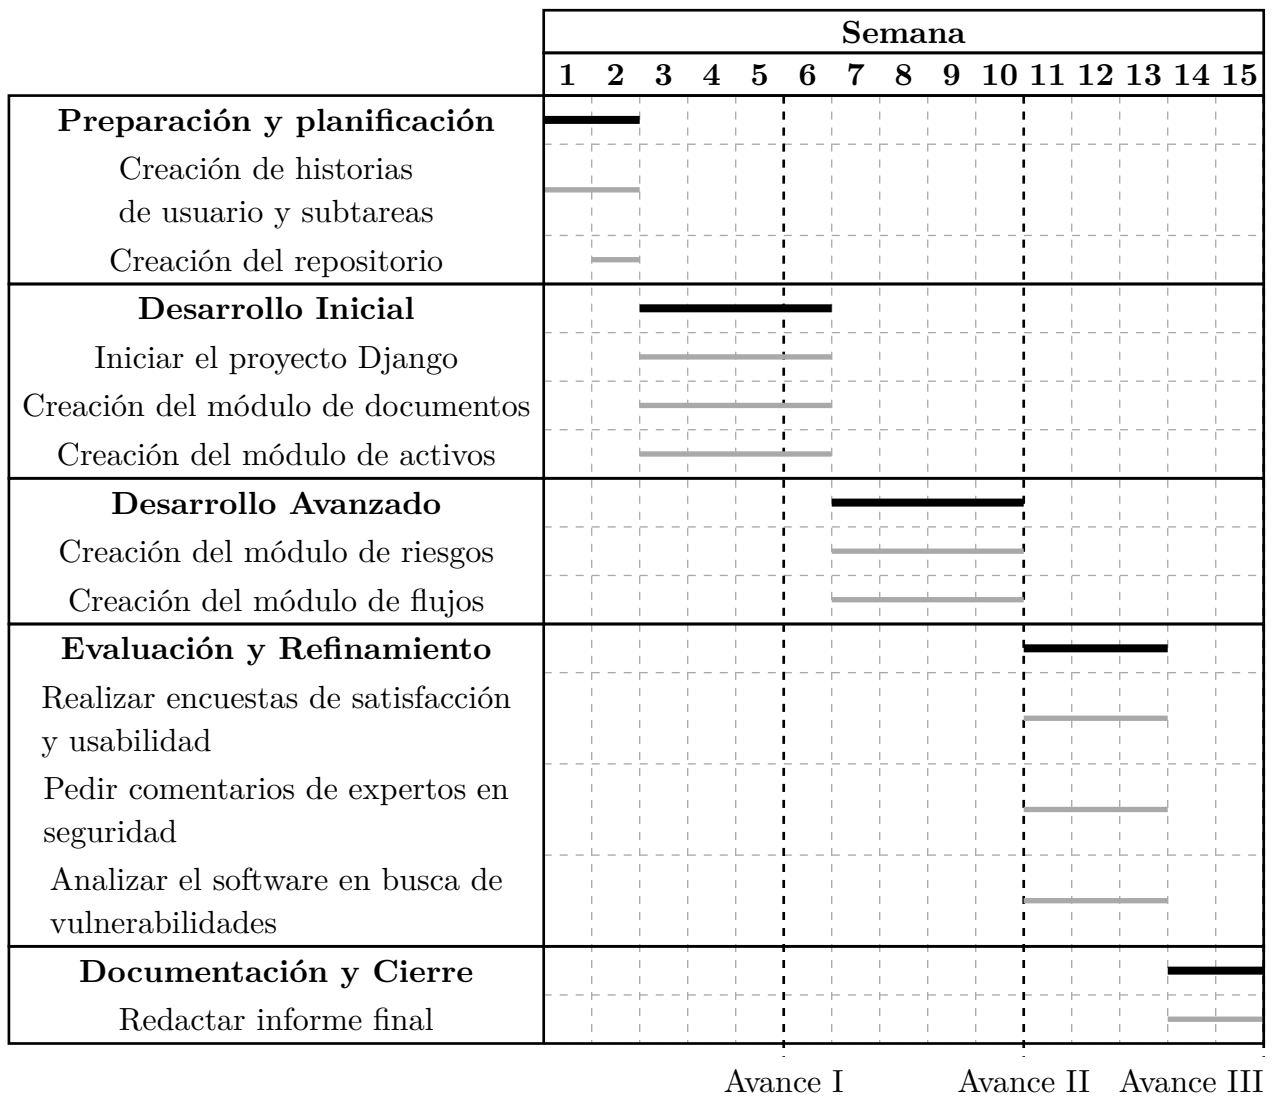 Semana
1 2 3 4 5 6 7 8 9 10 11 12 13 14 15
Preparación y planificación
Creación de historias
de usuario y subtareas
Creación del repositorio
Desarrollo Inicial
Iniciar el proyecto Django
Creación del módulo de documentos
Creación del módulo de activos
Desarrollo Avanzado
Creación del módulo de riesgos
Creación del módulo de flujos
Evaluación y Refinamiento
Realizar encuestas de satisfacción
y usabilidad
Pedir comentarios de expertos en
seguridad
Analizar el software en busca de
vulnerabilidades
Documentación y Cierre
Redactar informe final
Avance I Avance II Avance III